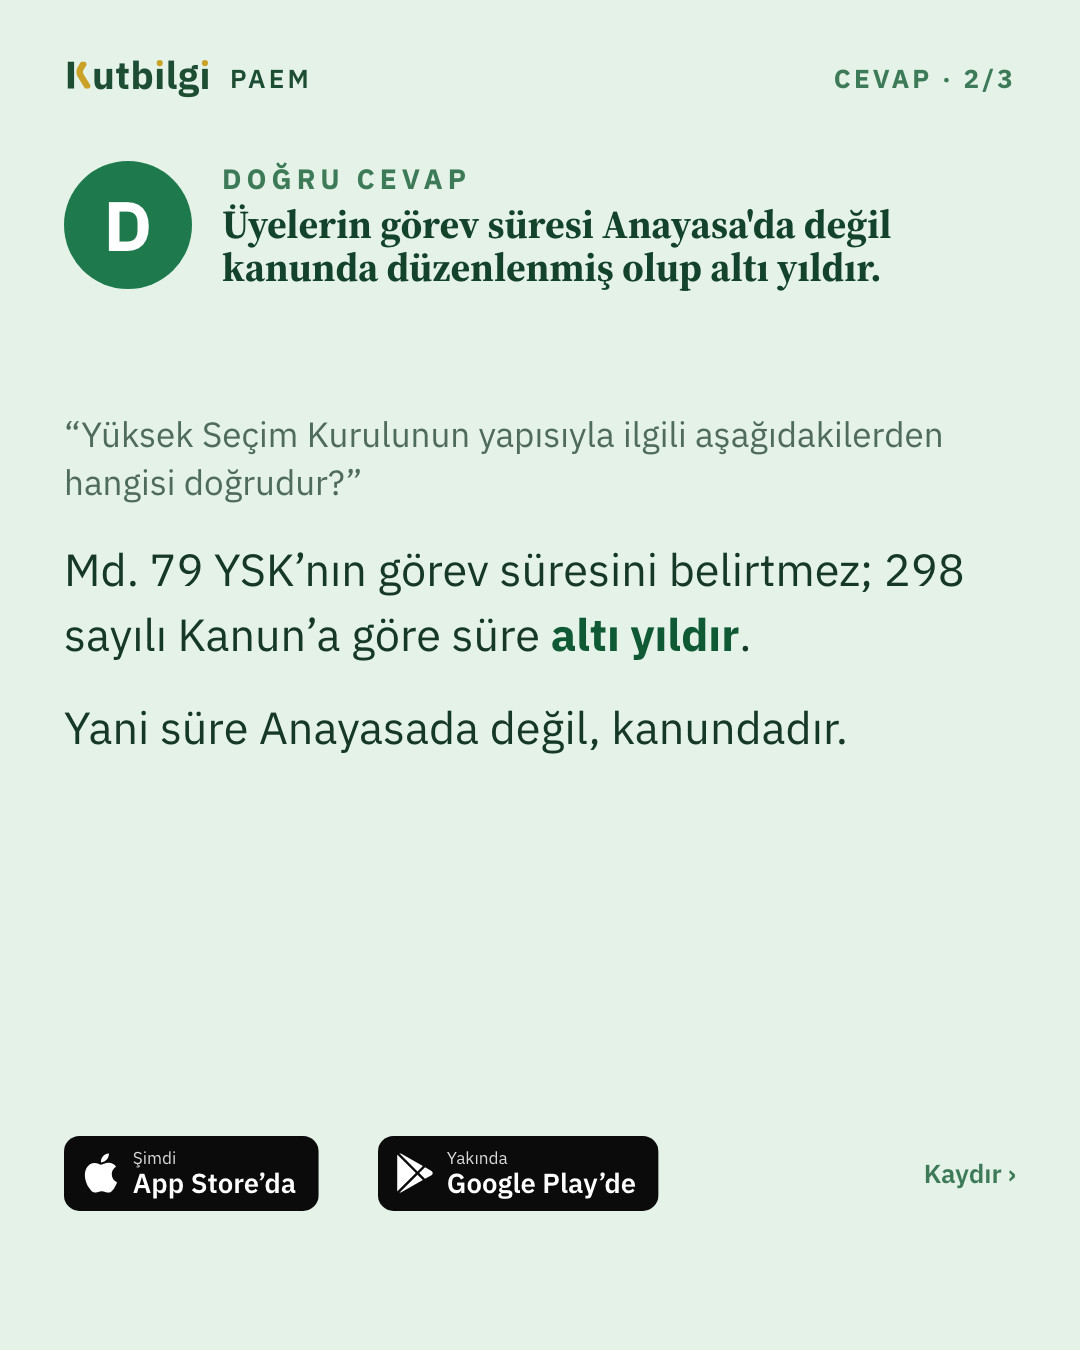 Kutbilgi PAEM
CEVAP · 2/3
D
DOĞRU CEVAP
Üyelerin görev süresi Anayasa'da değil
kanunda düzenlenmiş olup altı yıldır.
“Yüksek Seçim Kurulunun yapısıyla ilgili aşağıdakilerden
hangisi doğrudur?”
Md. 79 YSK’nın görev süresini belirtmez; 298
sayılı Kanun’a göre süre altı yıldır.
Yani süre Anayasada değil, kanundadır.
Şimdi
App Store’da
Yakında
Google Play’de
Kaydır ›